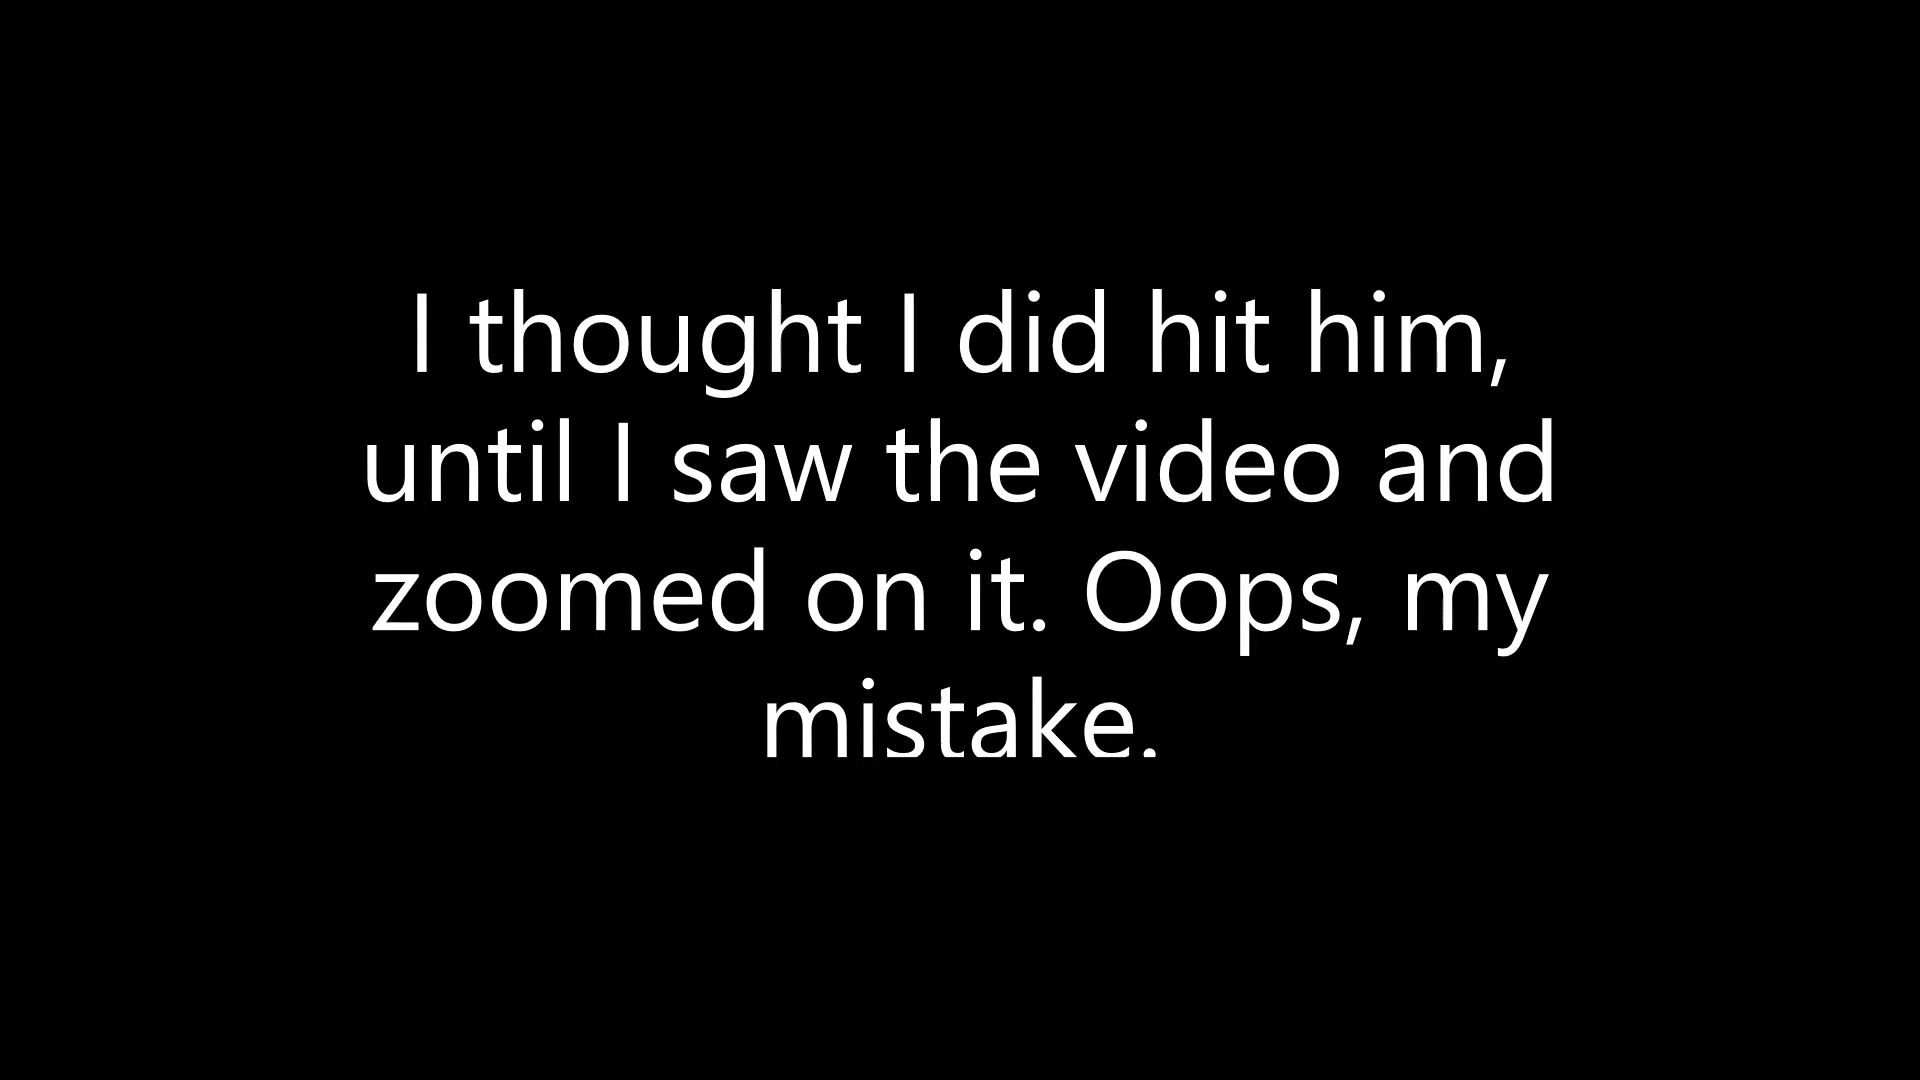 I thought I did hit him,
until I saw the video and
zoomed on it. Oops, my
mistake.